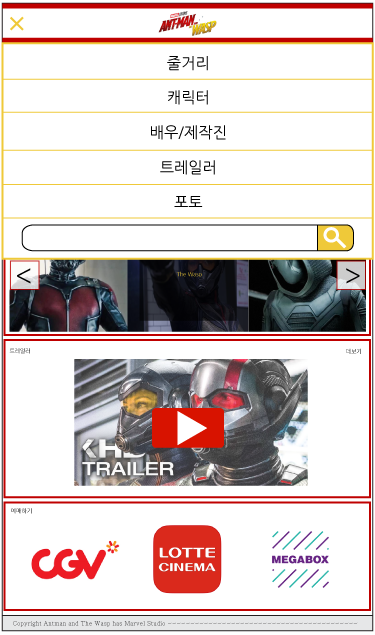 ANT-MAN
AND THE
WASP
줄거리
캐릭터
배우/제작진
트레일러
포토
<
The Wasp
>
트레일러
더보기
KHD
TRAILER
예매하기
CGV
LOTTE
CINEMA
MEGABOX
Copyright Antman and The Wasp has Marvel Studio